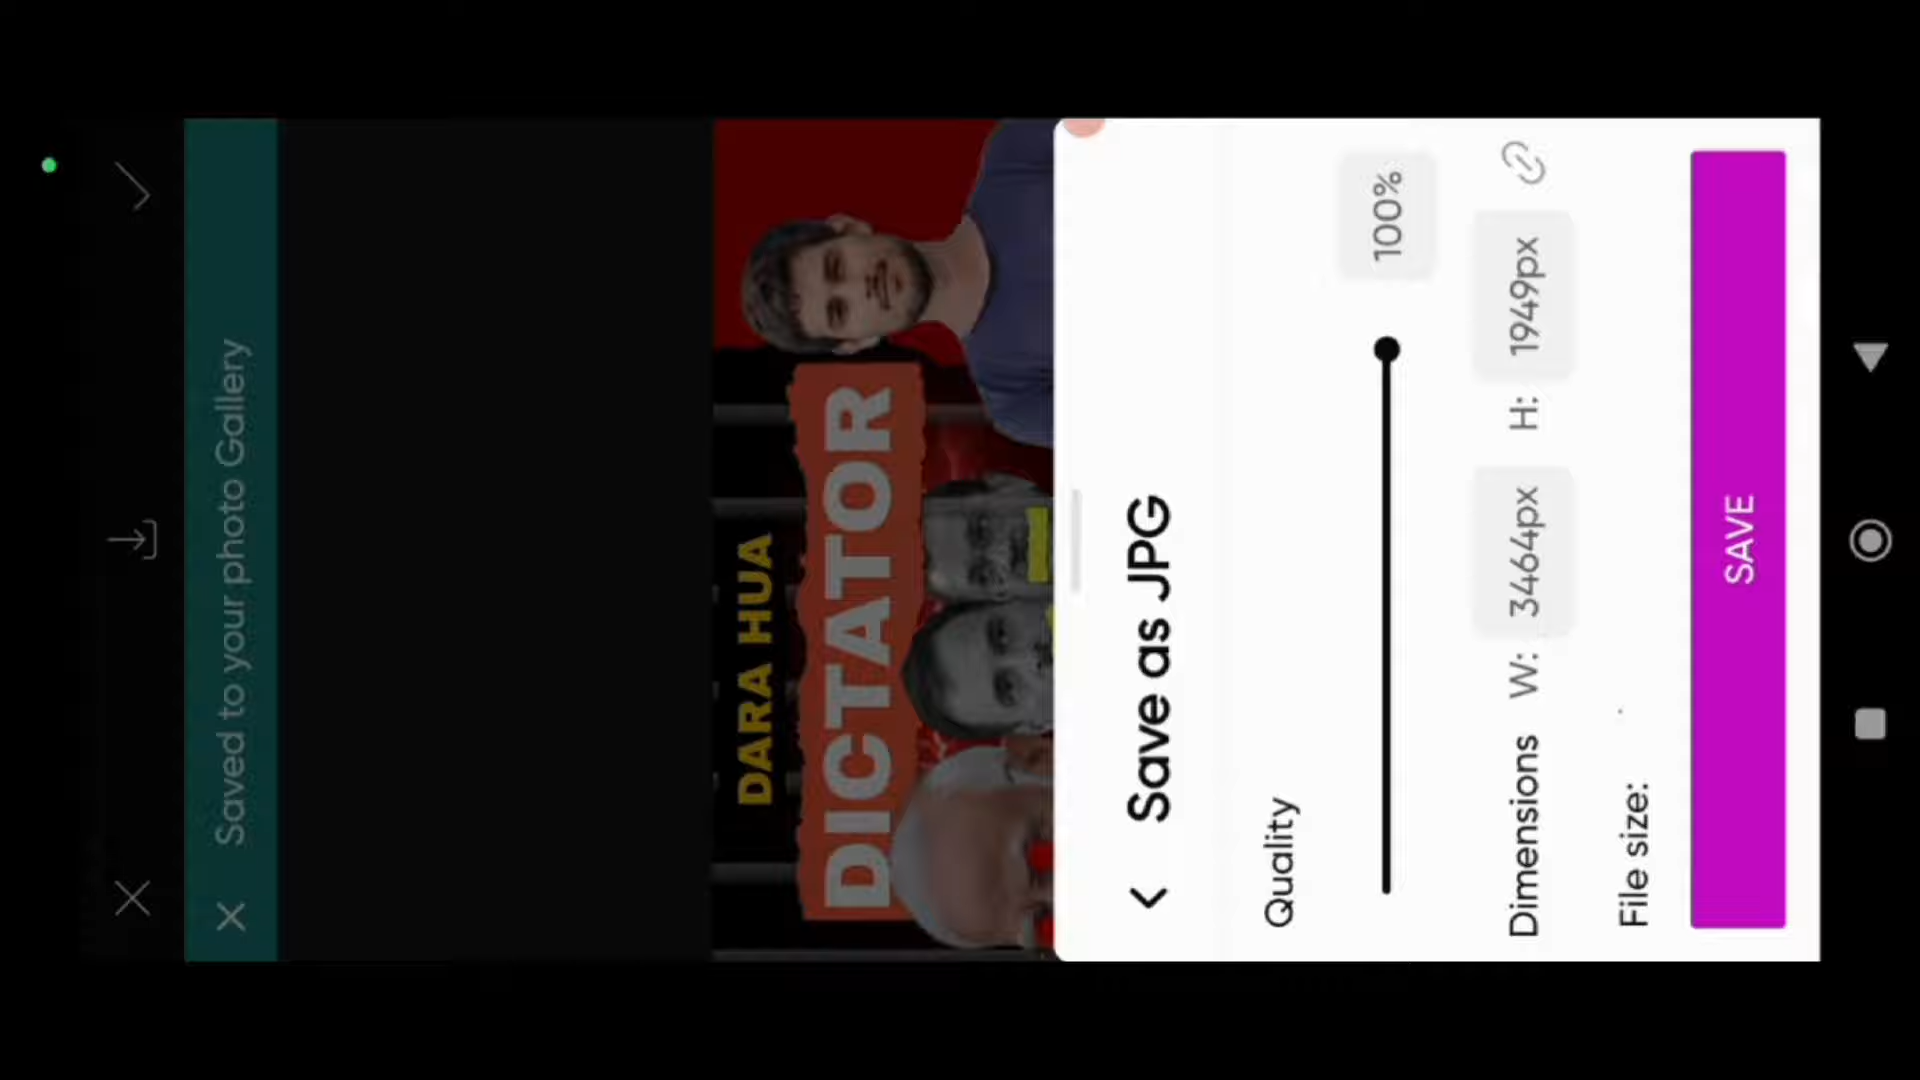 Saved to your photo Gallery
DARA HUA
DICTATOR
Save as JPG
Quality
100%
Dimensions W: 3464px H: 1949px
File size:
SAVE